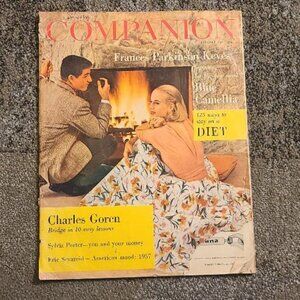 COMPANION
Frances Parkinson Keyes
Blue
Camellia
125 ways to
stay on a
DIET
Charles Goren
Bridge in 10 easy lessons
Sylvia Porter—you and your money
Eric Sevareid—American mood: 1957